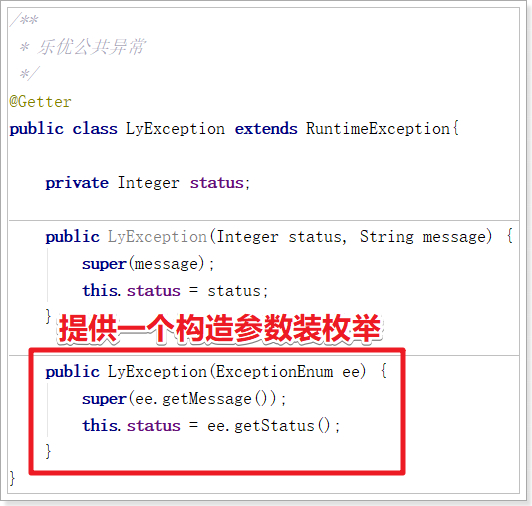 /**
 * 乐优公共异常
 */
@Getter
public class LyException extends RuntimeException{
    private Integer status;
    public LyException(Integer status, String message) {
        super(message);
        this.status = status;
    }
提供一个构造参数装枚举
    public LyException(ExceptionEnum ee) {
        super(ee.getMessage());
        this.status = ee.getStatus();
    }
}